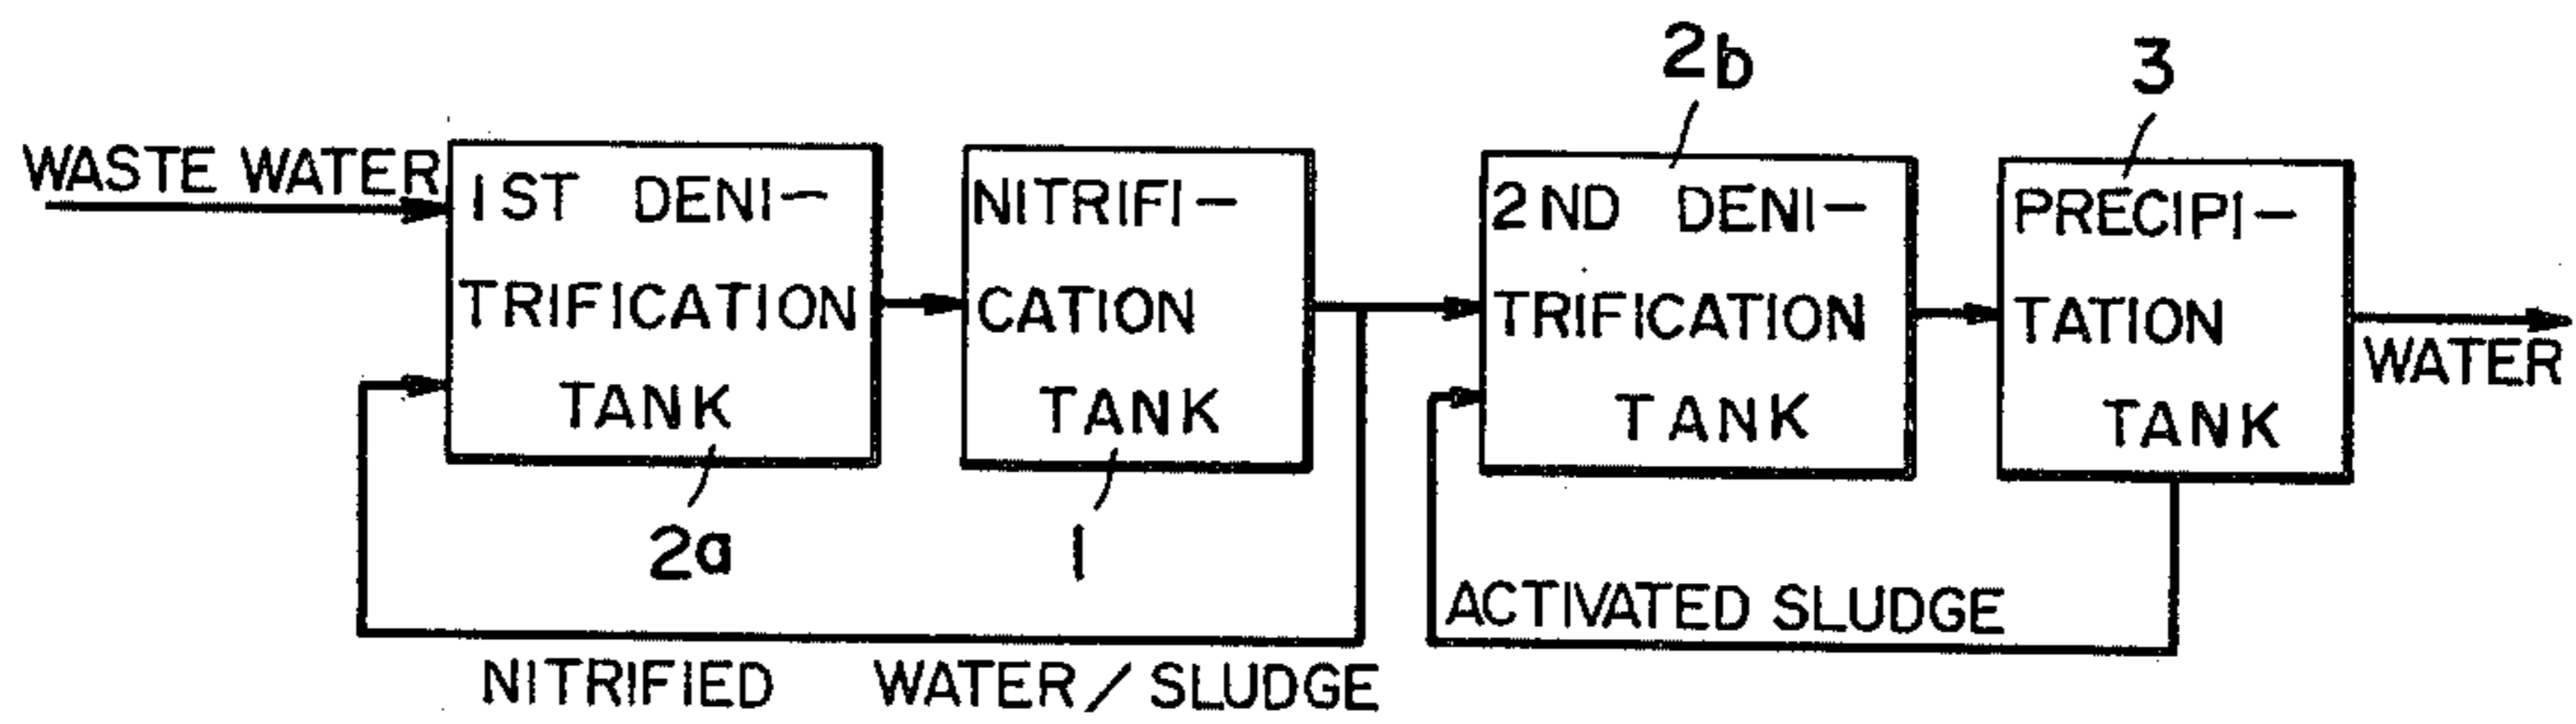 2b
3
WASTE WATER
1ST DENI-
TRIFICATION
TANK
NITRIFI-
CATION
TANK
2ND DENI-
TRIFICATION
TANK
PRECIPI-
TATION
TANK
WATER
2a
1
ACTIVATED SLUDGE
NITRIFIED WATER/SLUDGE